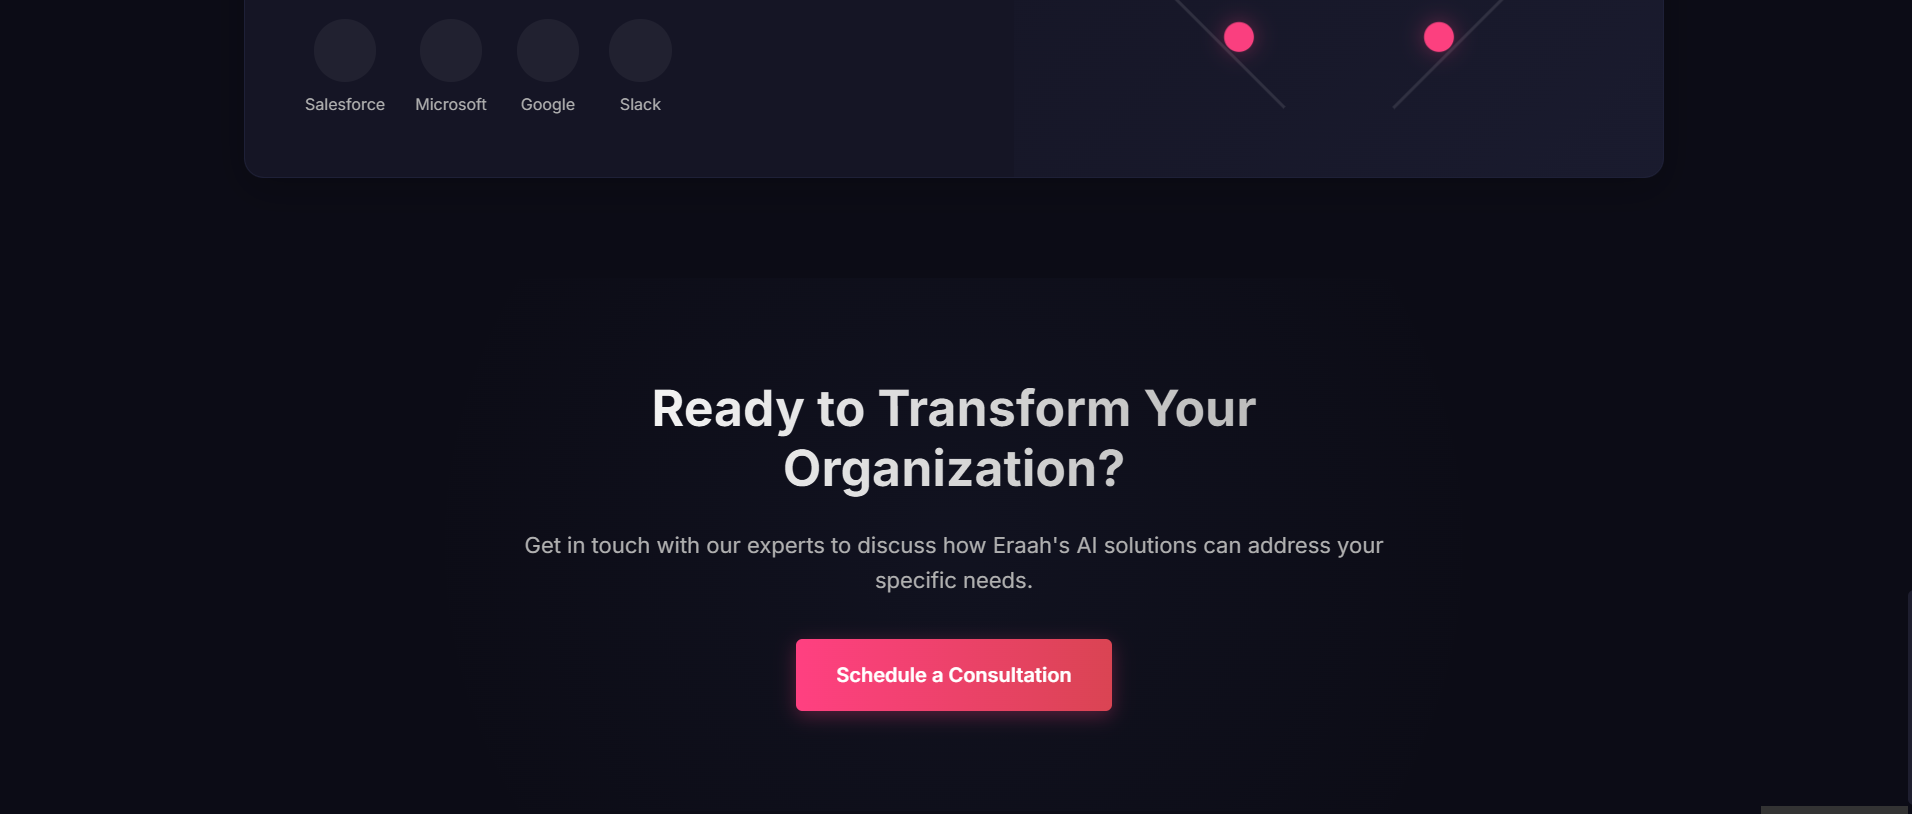 Salesforce
Microsoft
Google
Slack
Ready to Transform Your
Organization?
Get in touch with our experts to discuss how Eraah's AI solutions can address your
specific needs.
Schedule a Consultation